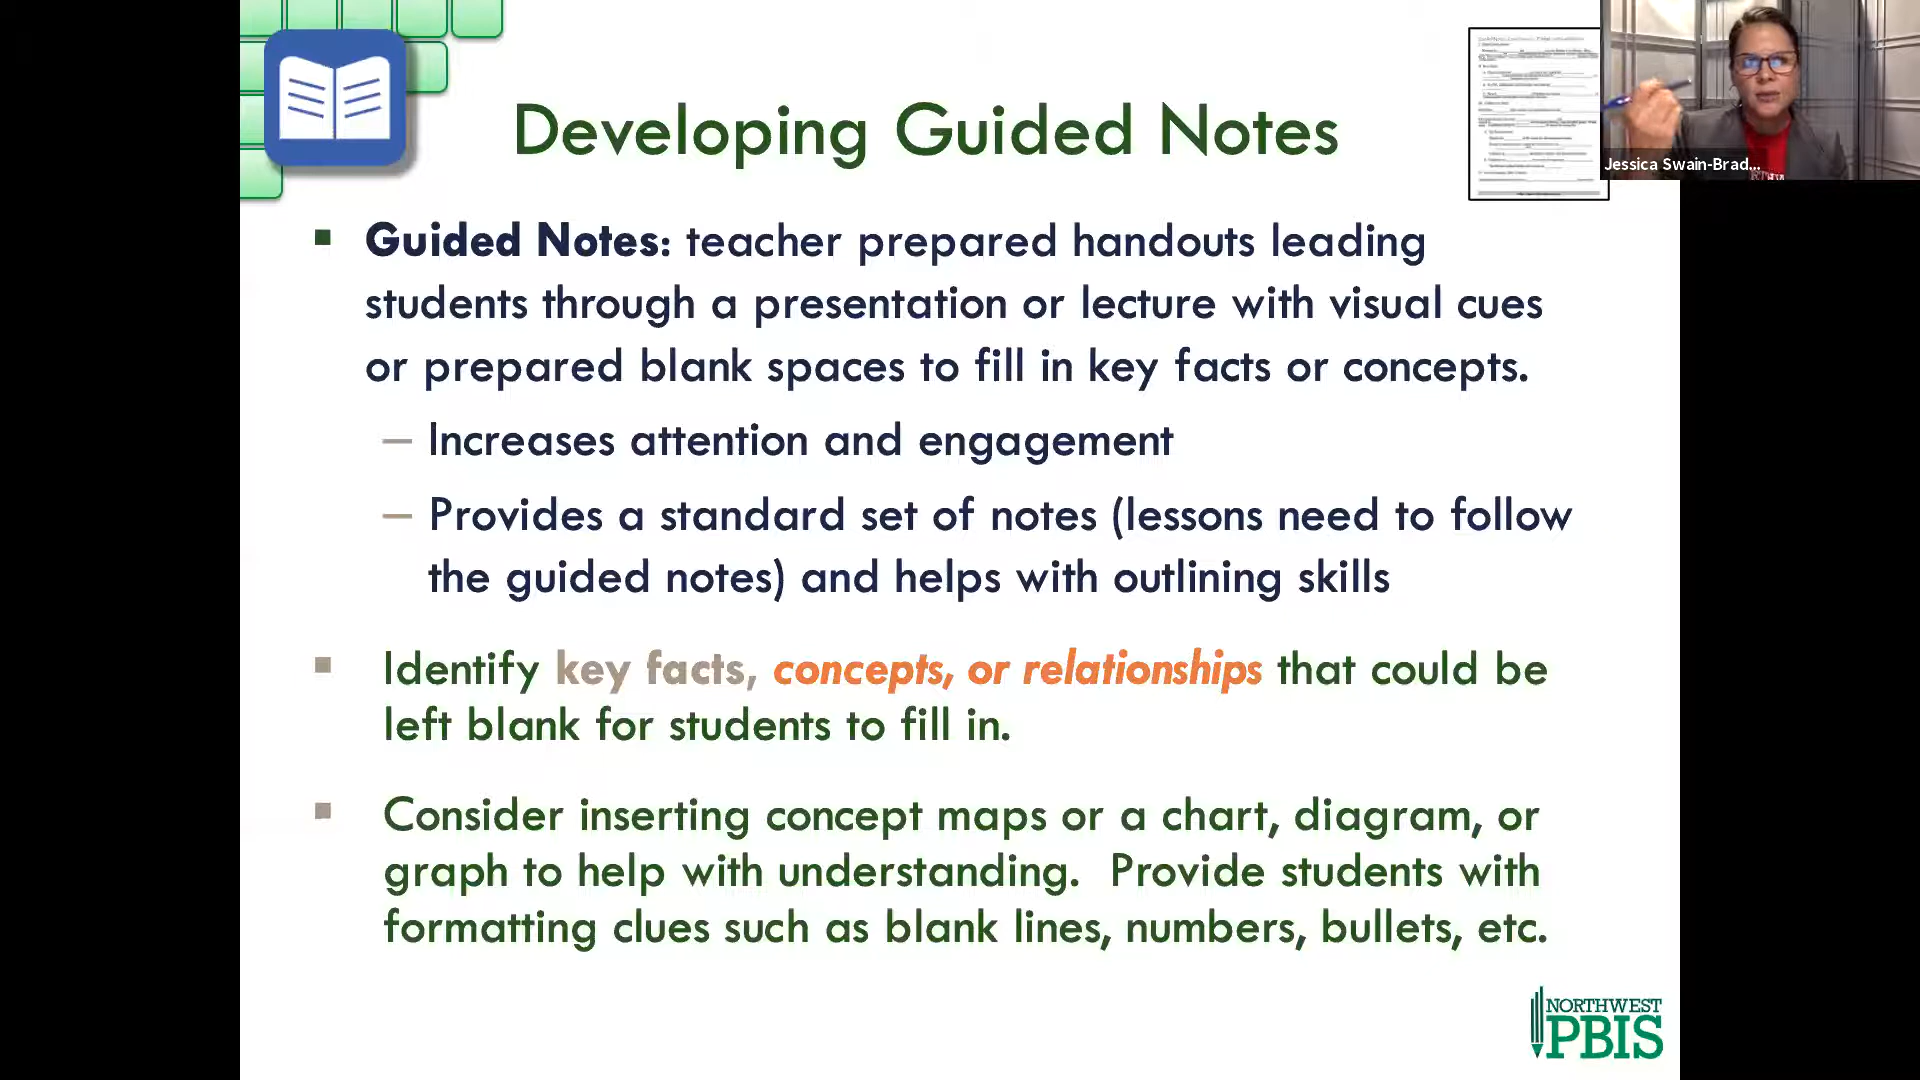 Developing Guided Notes
Jessica Swain-Brad...
Guided Notes: teacher prepared handouts leading
students through a presentation or lecture with visual cues
or prepared blank spaces to fill in key facts or concepts.
– Increases attention and engagement
– Provides a standard set of notes (lessons need to follow
the guided notes) and helps with outlining skills
▪ Identify key facts, concepts, or relationships that could be
left blank for students to fill in.
▪ Consider inserting concept maps or a chart, diagram, or
graph to help with understanding. Provide students with
formatting clues such as blank lines, numbers, bullets, etc.
NORTHWEST
PBIS